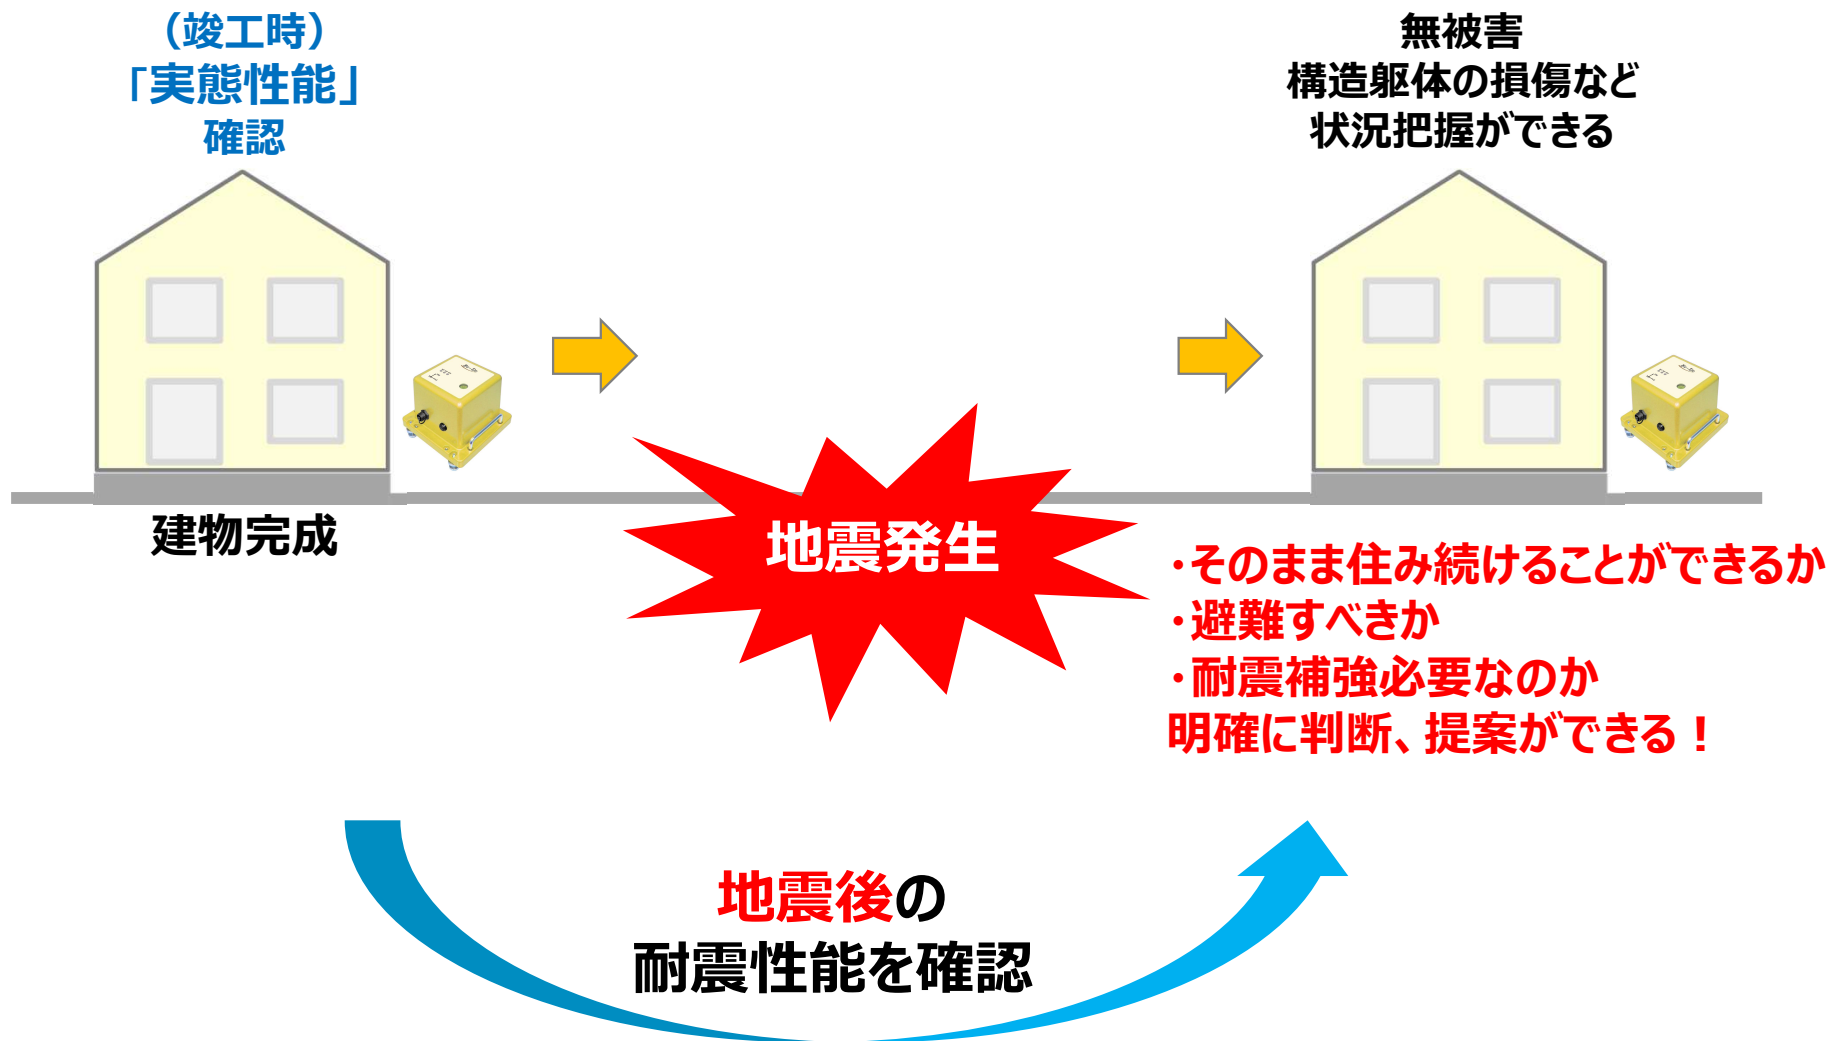 （竣工時）
「実態性能」
確認
無被害
構造躯体の損傷など
状況把握ができる
建物完成
地震発生
・そのまま住み続けることができるか
・避難すべきか
・耐震補強必要なのか
明確に判断、提案ができる！
地震後の
耐震性能を確認